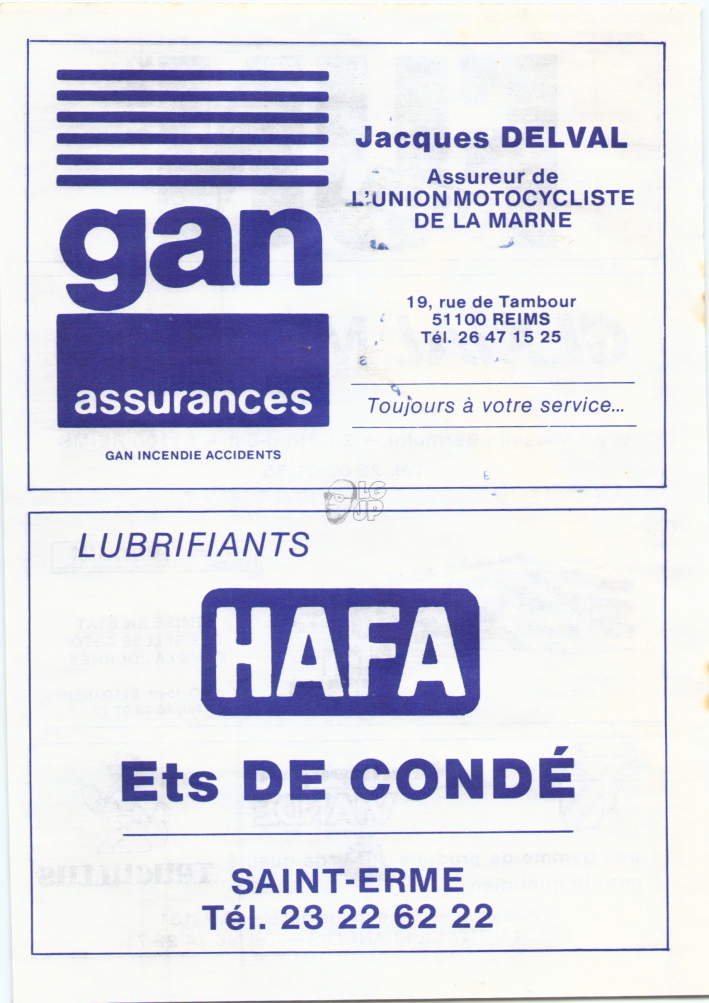 gan
assurances
GAN INCENDIE ACCIDENTS
Jacques DELVAL
Assureur de
L'UNION MOTOCYCLISTE
DE LA MARNE
19, rue de Tambour
51100 REIMS
Tél. 26 47 15 25
Toujours à votre service...
LG
JP
LUBRIFIANTS
HAFA
Ets DE CONDÉ
SAINT-ERME
Tél. 23 22 62 22